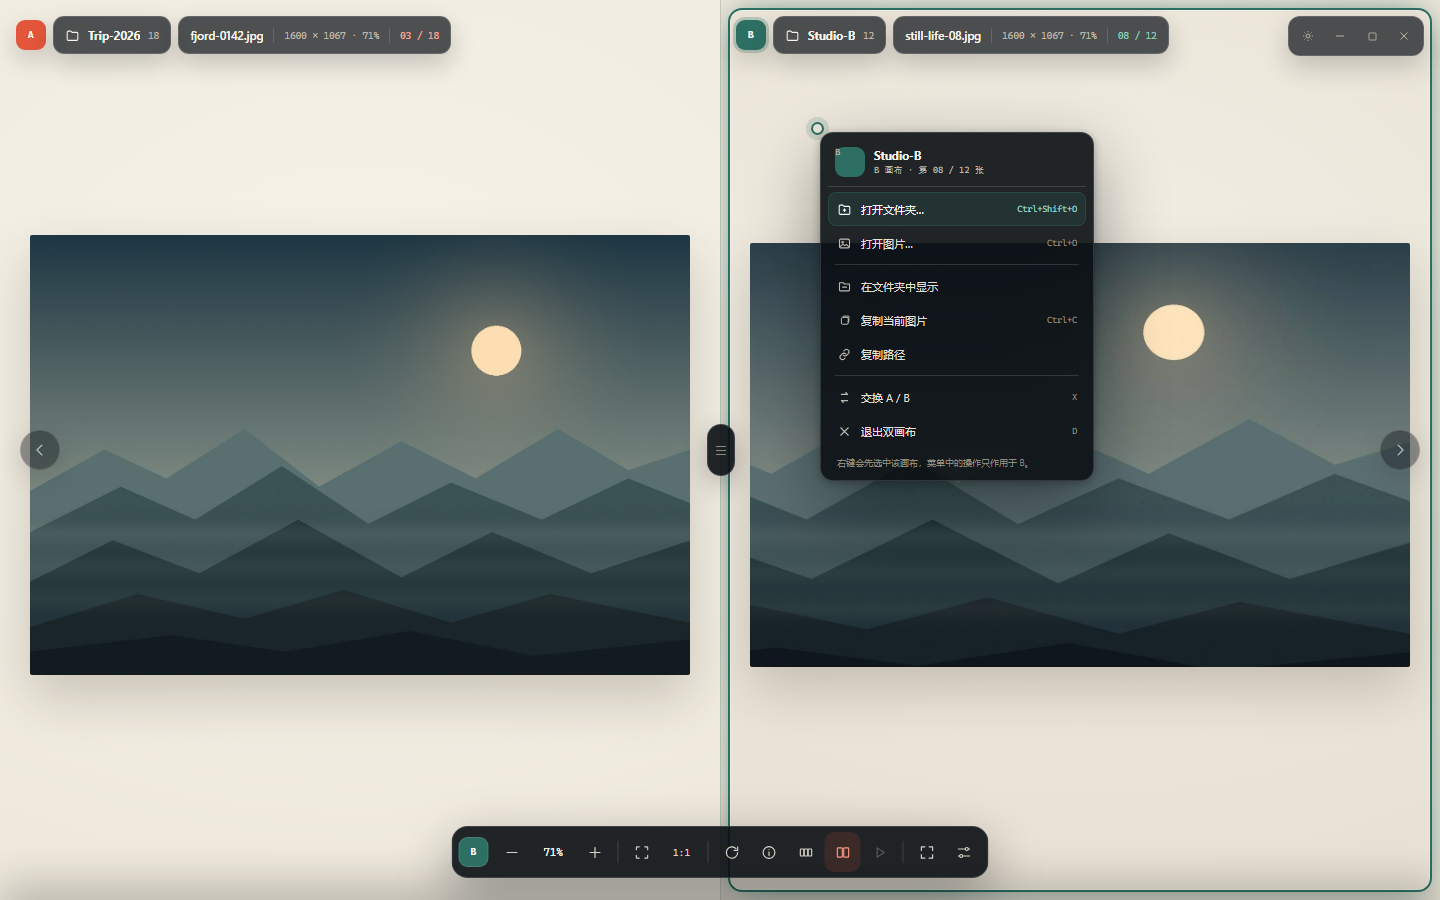 A
Trip-2026 18
fjord-0142.jpg 1600 × 1067 · 71% 03 / 18
B
Studio-B 12
still-life-08.jpg 1600 × 1067 · 71% 08 / 12
B
Studio-B
B 画布 · 第 08 / 12 张
打开文件夹... Ctrl+Shift+O
打开图片... Ctrl+O
在文件夹中显示
复制当前图片 Ctrl+C
复制路径
交换 A / B X
退出双画布 D
右键会先选中该画布，菜单中的操作只作用于 B。
B 71% 1:1